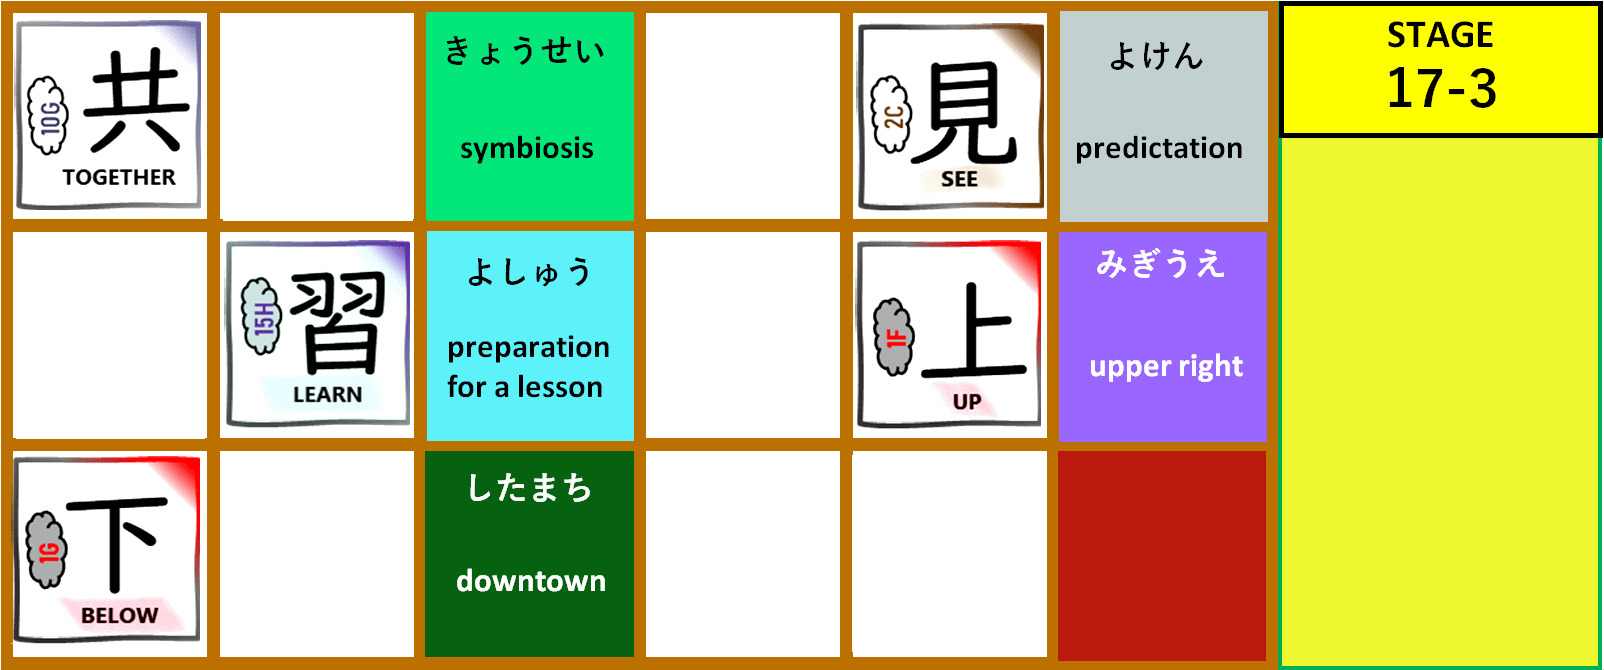 10G
共
TOGETHER
きょうせい
symbiosis
2C
見
SEE
よけん
predictation
STAGE
17-3
15H
習
LEARN
よしゅう
preparation
for a lesson
1F
上
UP
みぎうえ
upper right
1G
下
BELOW
したまち
downtown